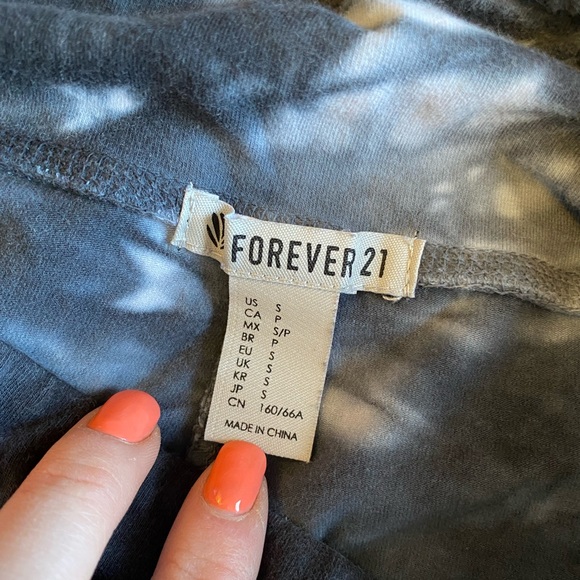 FOREVER 21
US S
CA P
MX S/P
BR P
EU S
UK S
KR S
JP S
CN 160/66A
MADE IN CHINA